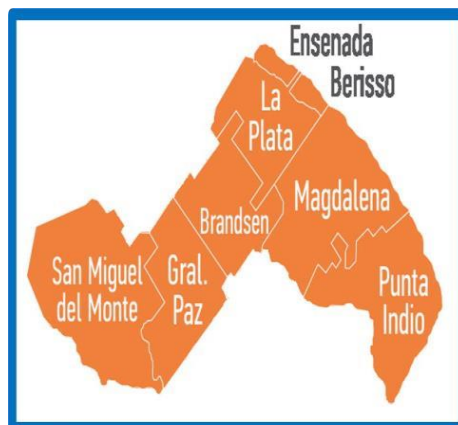 Ensenada
Berisso
La
Plata
Magdalena
Brandsen
San Miguel
del Monte
Gral.
Paz
Punta
Indio